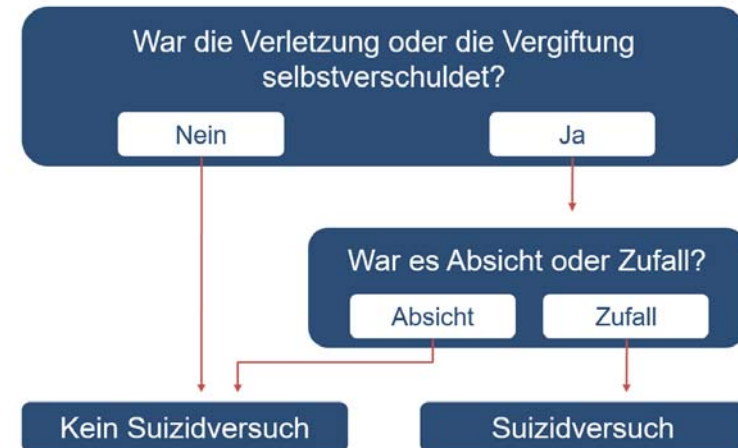 War die Verletzung oder die Vergiftung
selbstverschuldet?
Nein
Ja
War es Absicht oder Zufall?
Absicht
Zufall
Kein Suizidversuch
Suizidversuch